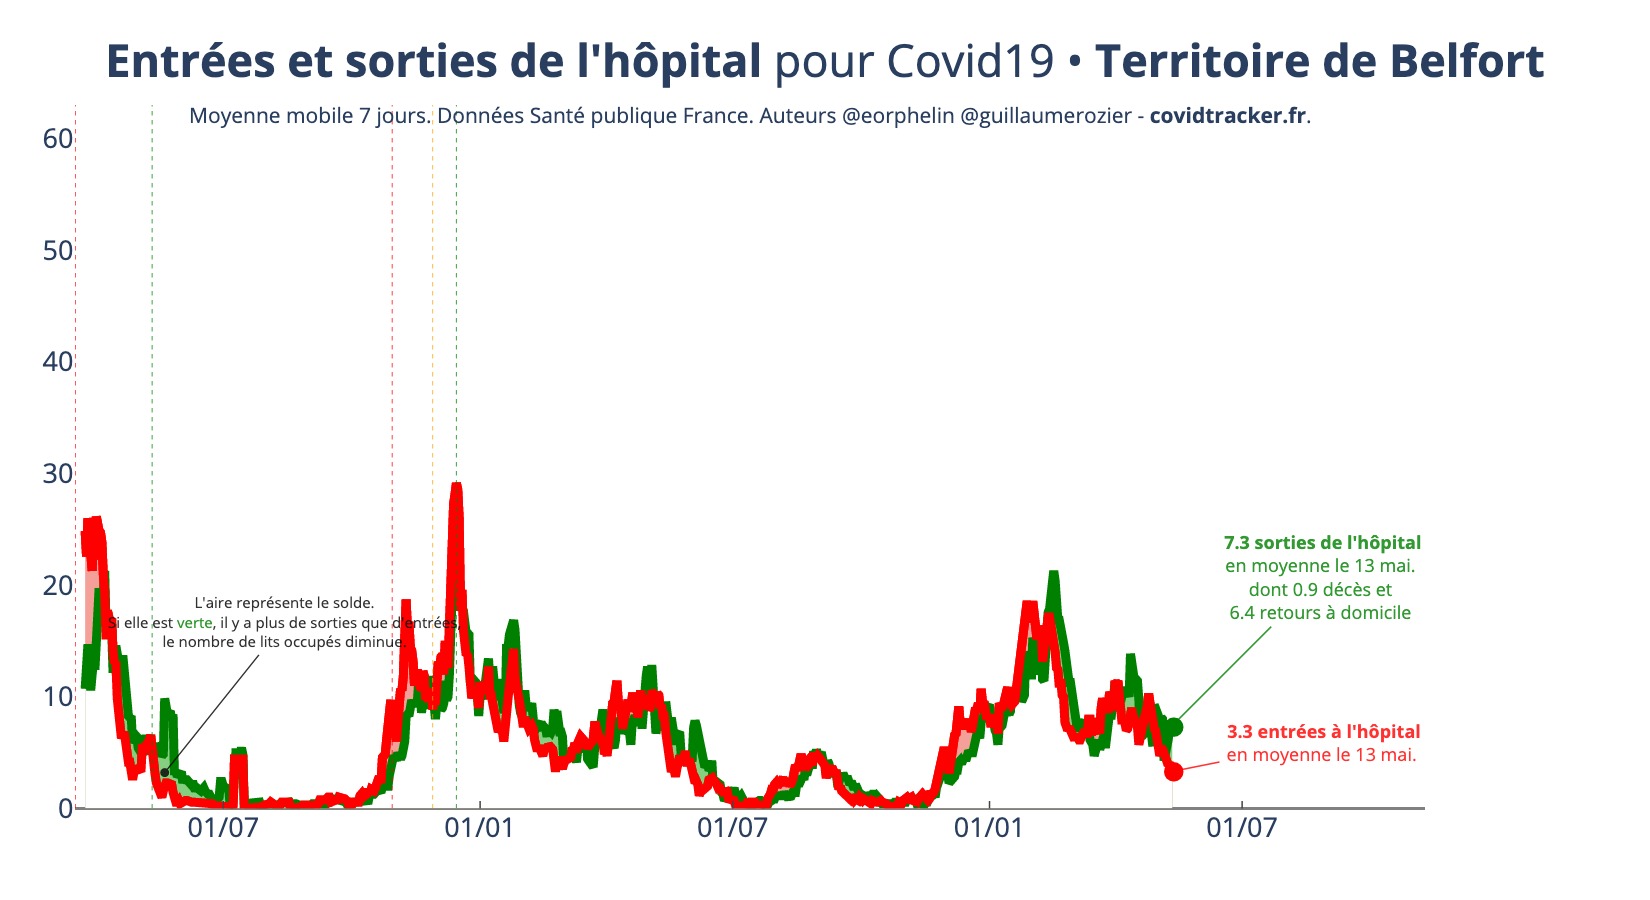 Entrées et sorties de l'hôpital pour Covid19 • Territoire de Belfort
Moyenne mobile 7 jours. Données Santé publique France. Auteurs @eorphelin @guillaumerozier - covidtracker.fr.
60
50
40
30
20
10
0
L'aire représente le solde.
Si elle est verte, il y a plus de sorties que d'entrées,
le nombre de lits occupés diminue.
7.3 sorties de l'hôpital
en moyenne le 13 mai.
dont 0.9 décès et
6.4 retours à domicile
3.3 entrées à l'hôpital
en moyenne le 13 mai.
01/07
01/01
01/07
01/01
01/07